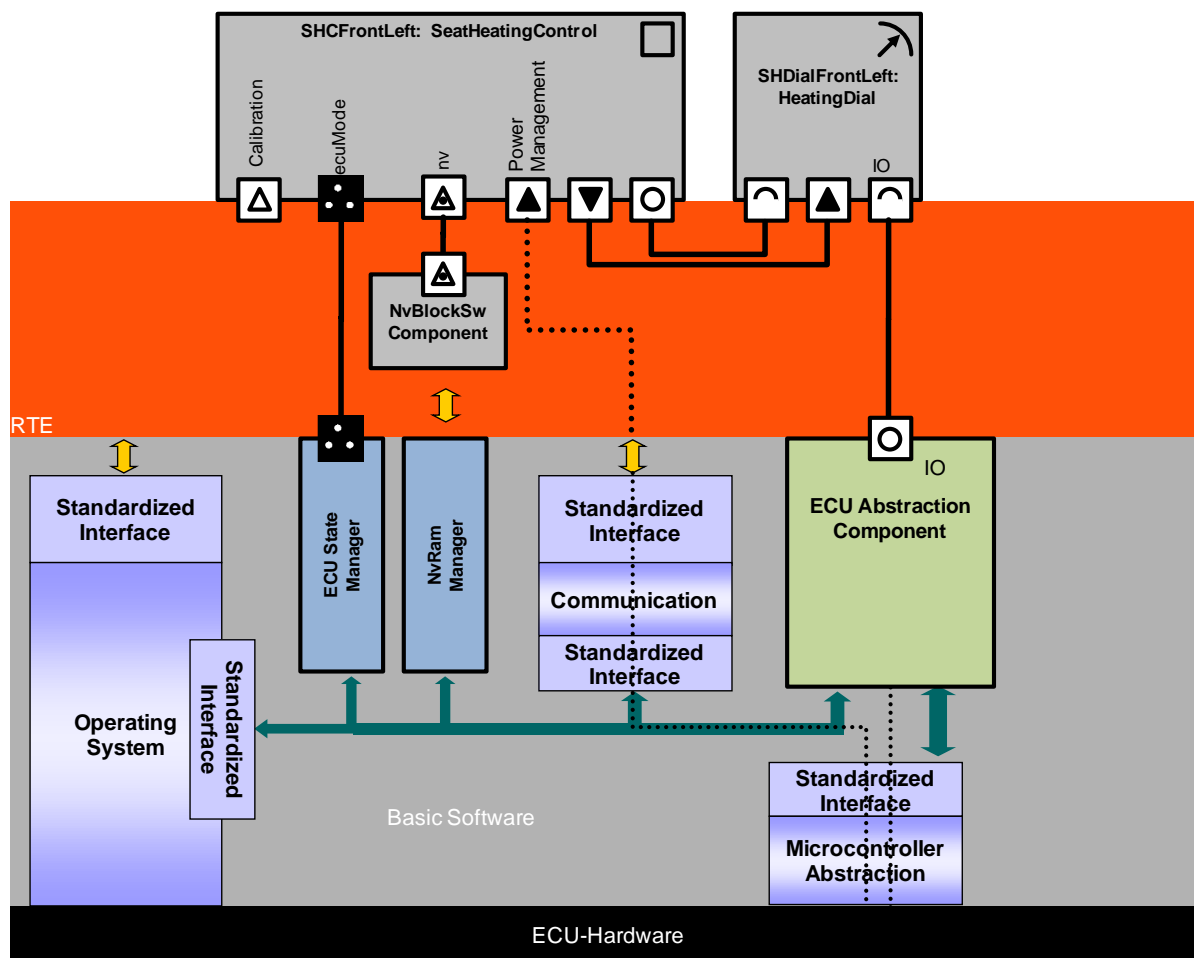 SHCFrontLeft: SeatHeatingControl
SHDialFrontLeft:
HeatingDial
Calibration
ecuMode
nv
Power
Management
IO
NvBlockSw
Component
RTE
IO
Standardized
Interface
ECU State
Manager
NvRam
Manager
Standardized
Interface
ECU Abstraction
Component
Communication
Standardized
Interface
Standardized
Interface
Operating
System
Standardized
Interface
Basic Software
Microcontroller
Abstraction
ECU-Hardware